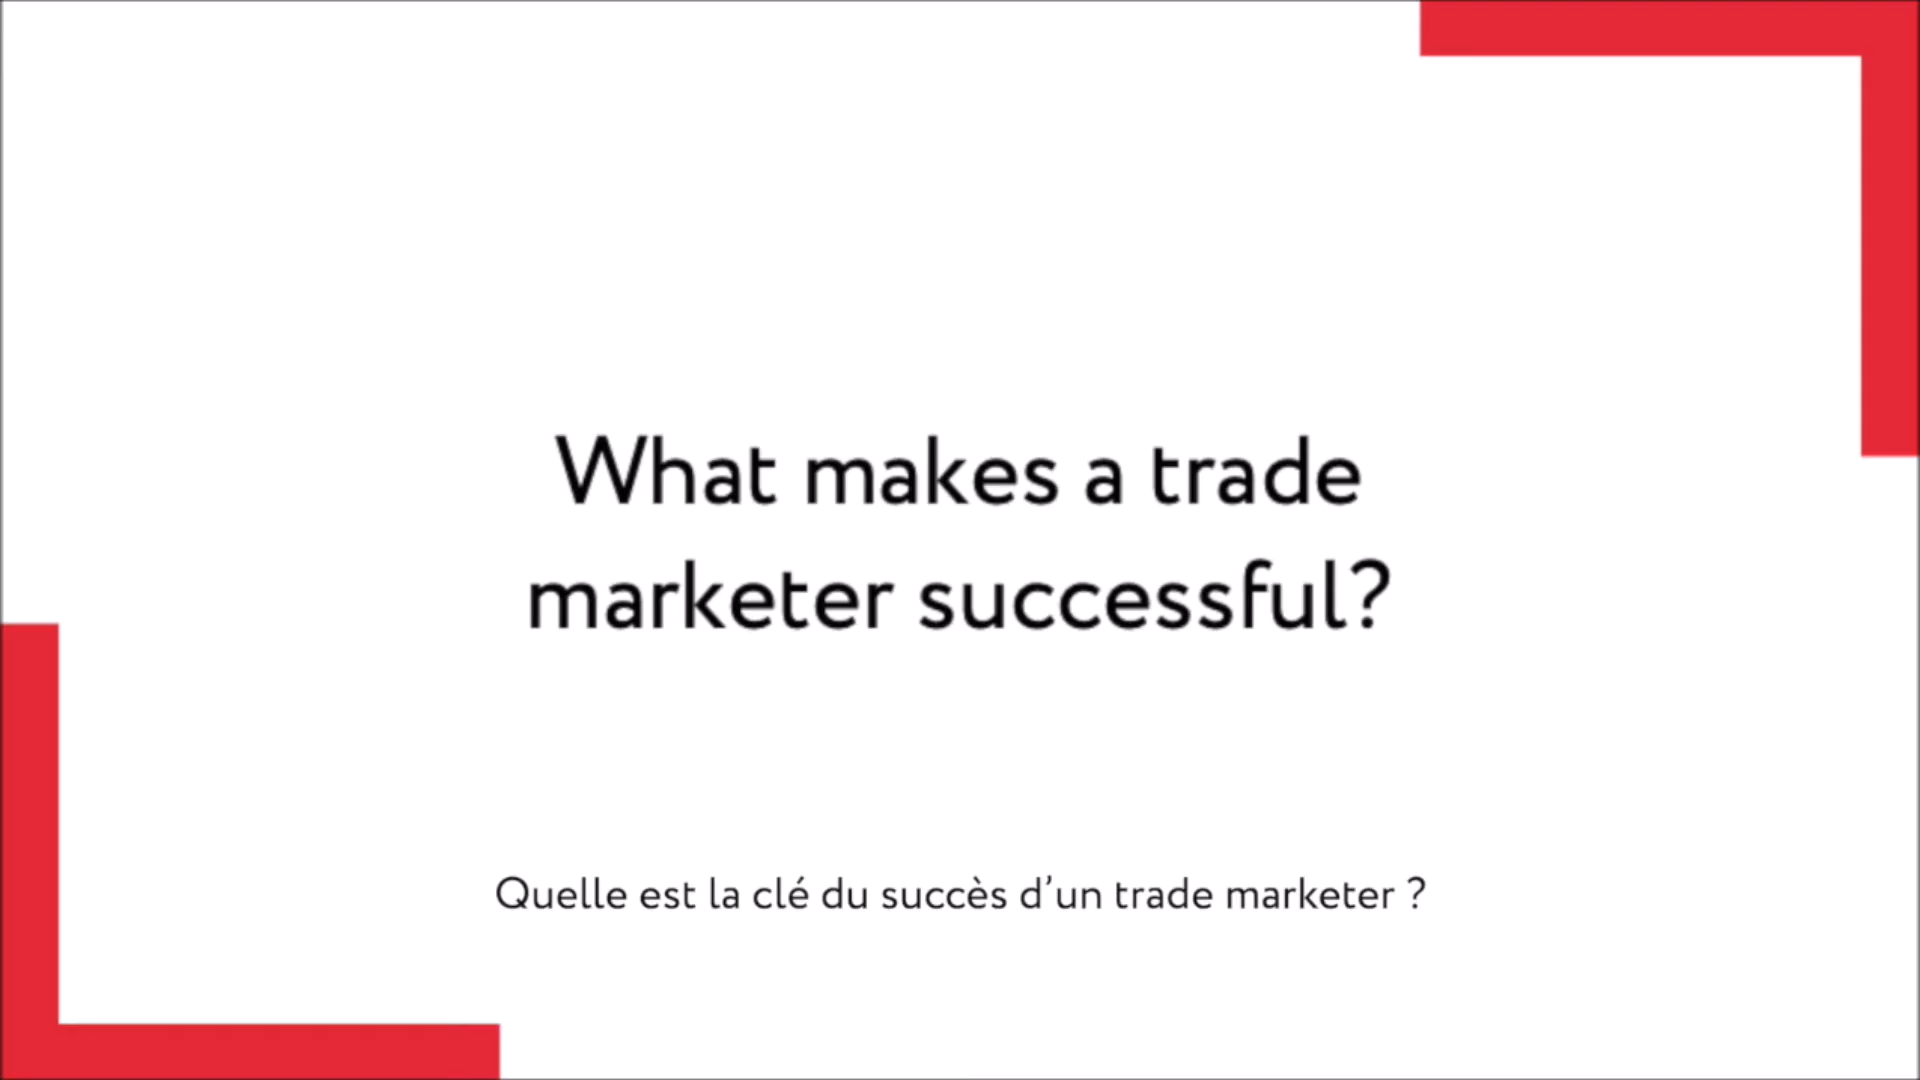 What makes a trade
marketer successful?
Quelle est la clé du succès d’un trade marketer ?